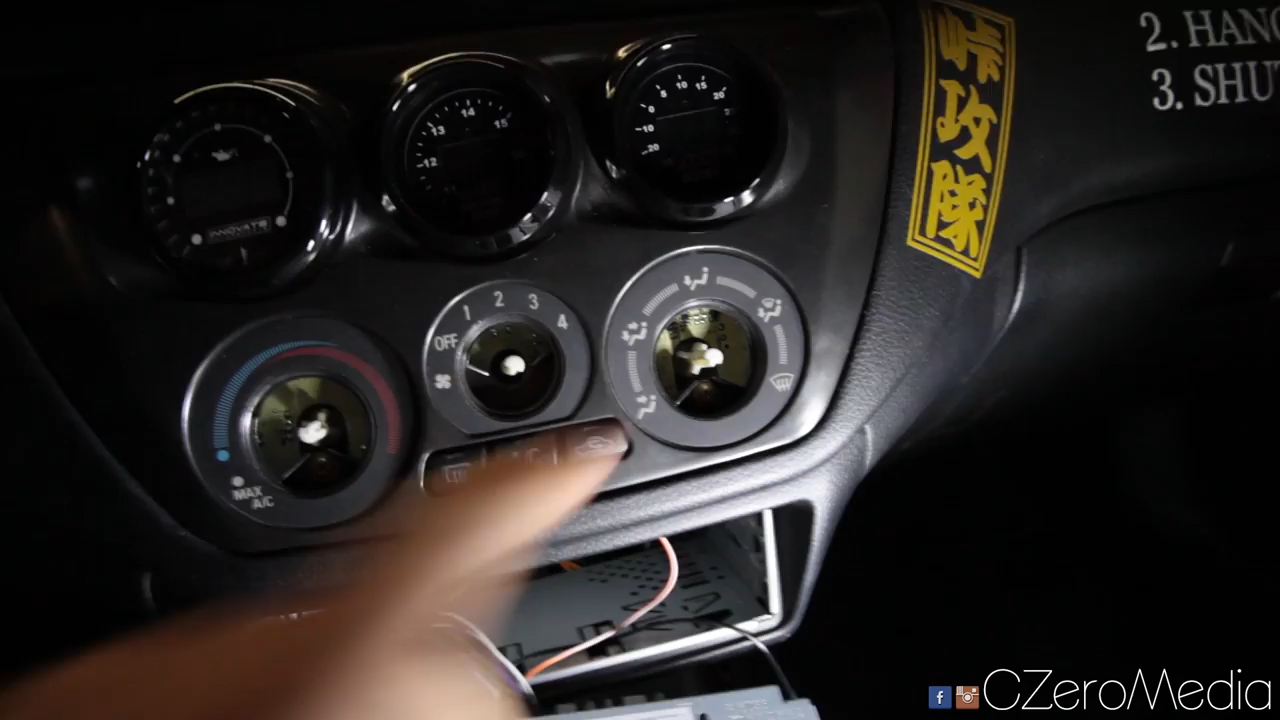 2. HANG
3. SHUT
攻
隊
20
15
10
5
0
-10
-20
15
14
13
-12
INNOVATE
OFF
1
2
3
4
MAX
A/C
CZeroMedia